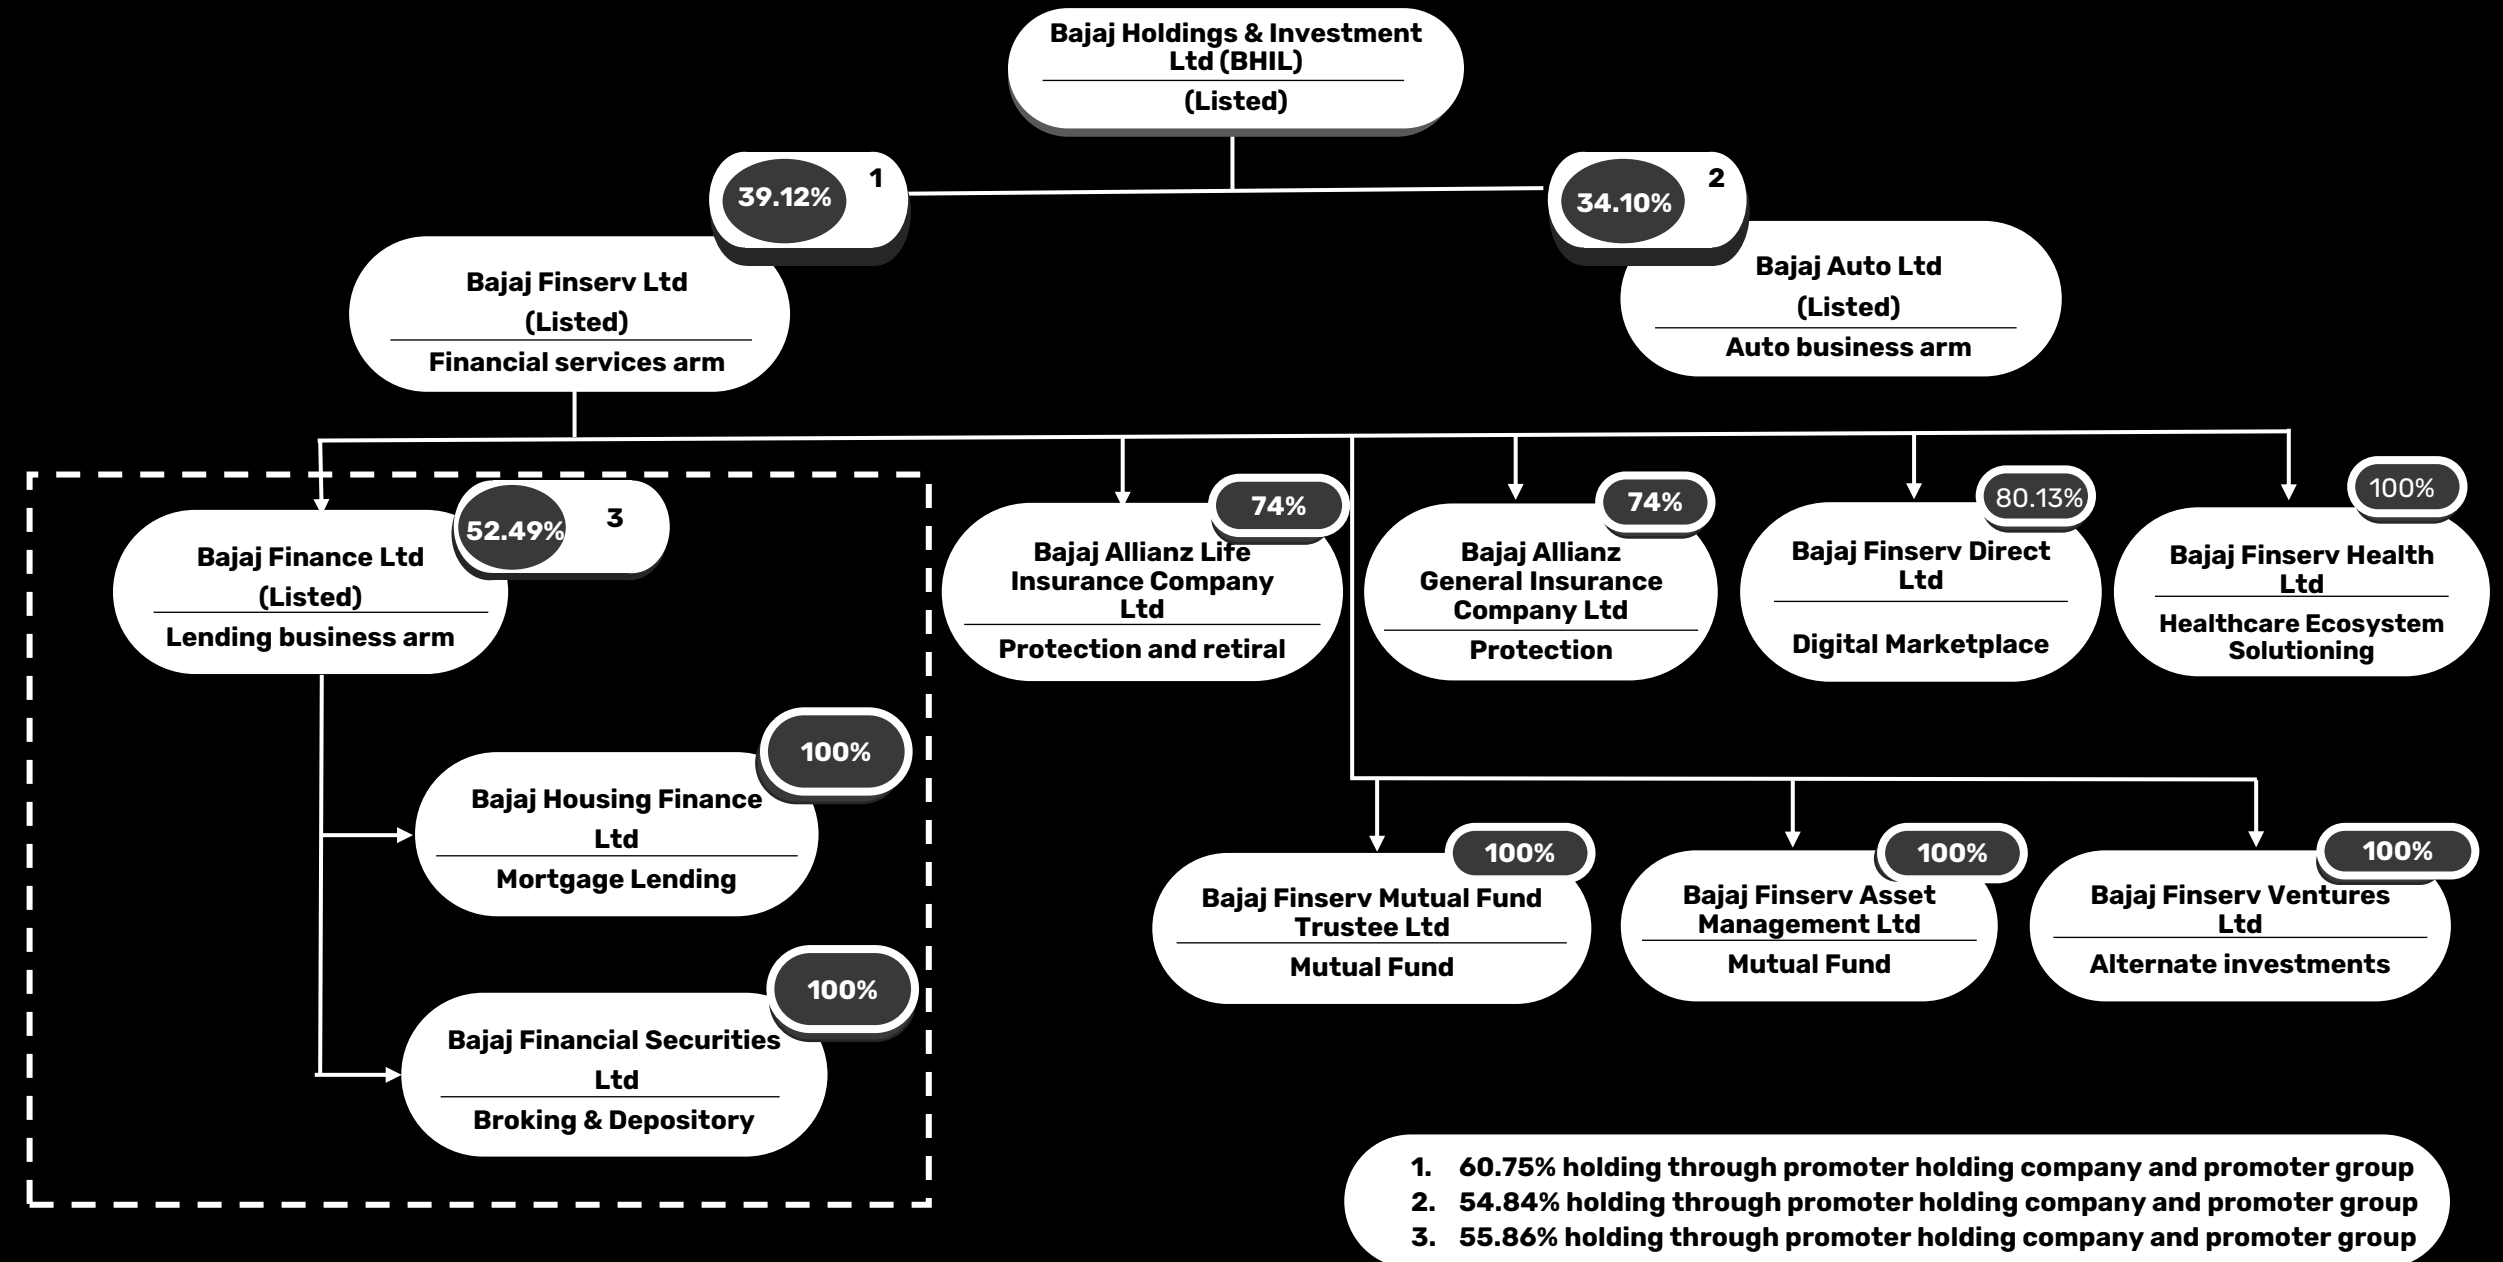 Bajaj Holdings & Investment
Ltd (BHIL)
(Listed)
39.12%
1
34.10%
2
Bajaj Finserv Ltd
(Listed)
Financial services arm
Bajaj Auto Ltd
(Listed)
Auto business arm
52.49%
3
Bajaj Finance Ltd
(Listed)
Lending business arm
74%
Bajaj Allianz Life
Insurance Company
Ltd
Protection and retiral
74%
Bajaj Allianz
General Insurance
Company Ltd
Protection
80.13%
Bajaj Finserv Direct
Ltd
Digital Marketplace
100%
Bajaj Finserv Health
Ltd
Healthcare Ecosystem
Solutioning
100%
Bajaj Housing Finance
Ltd
Mortgage Lending
100%
Bajaj Financial Securities
Ltd
Broking & Depository
100%
Bajaj Finserv Mutual Fund
Trustee Ltd
Mutual Fund
100%
Bajaj Finserv Asset
Management Ltd
Mutual Fund
100%
Bajaj Finserv Ventures
Ltd
Alternate investments
1. 60.75% holding through promoter holding company and promoter group
2. 54.84% holding through promoter holding company and promoter group
3. 55.86% holding through promoter holding company and promoter group